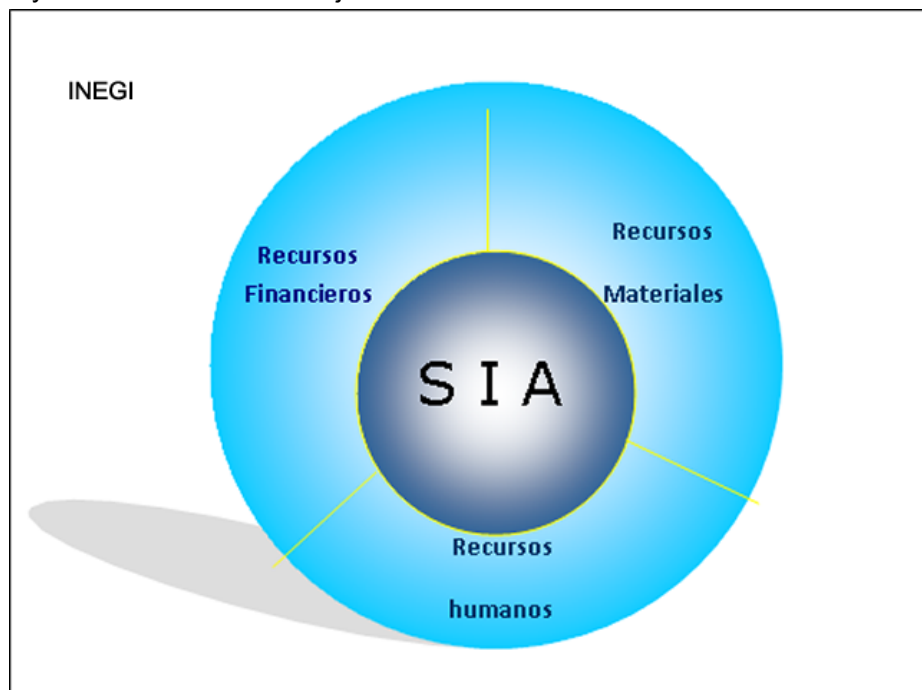 INEGI
Recursos
Financieros
Recursos
Materiales
S I A
Recursos
humanos